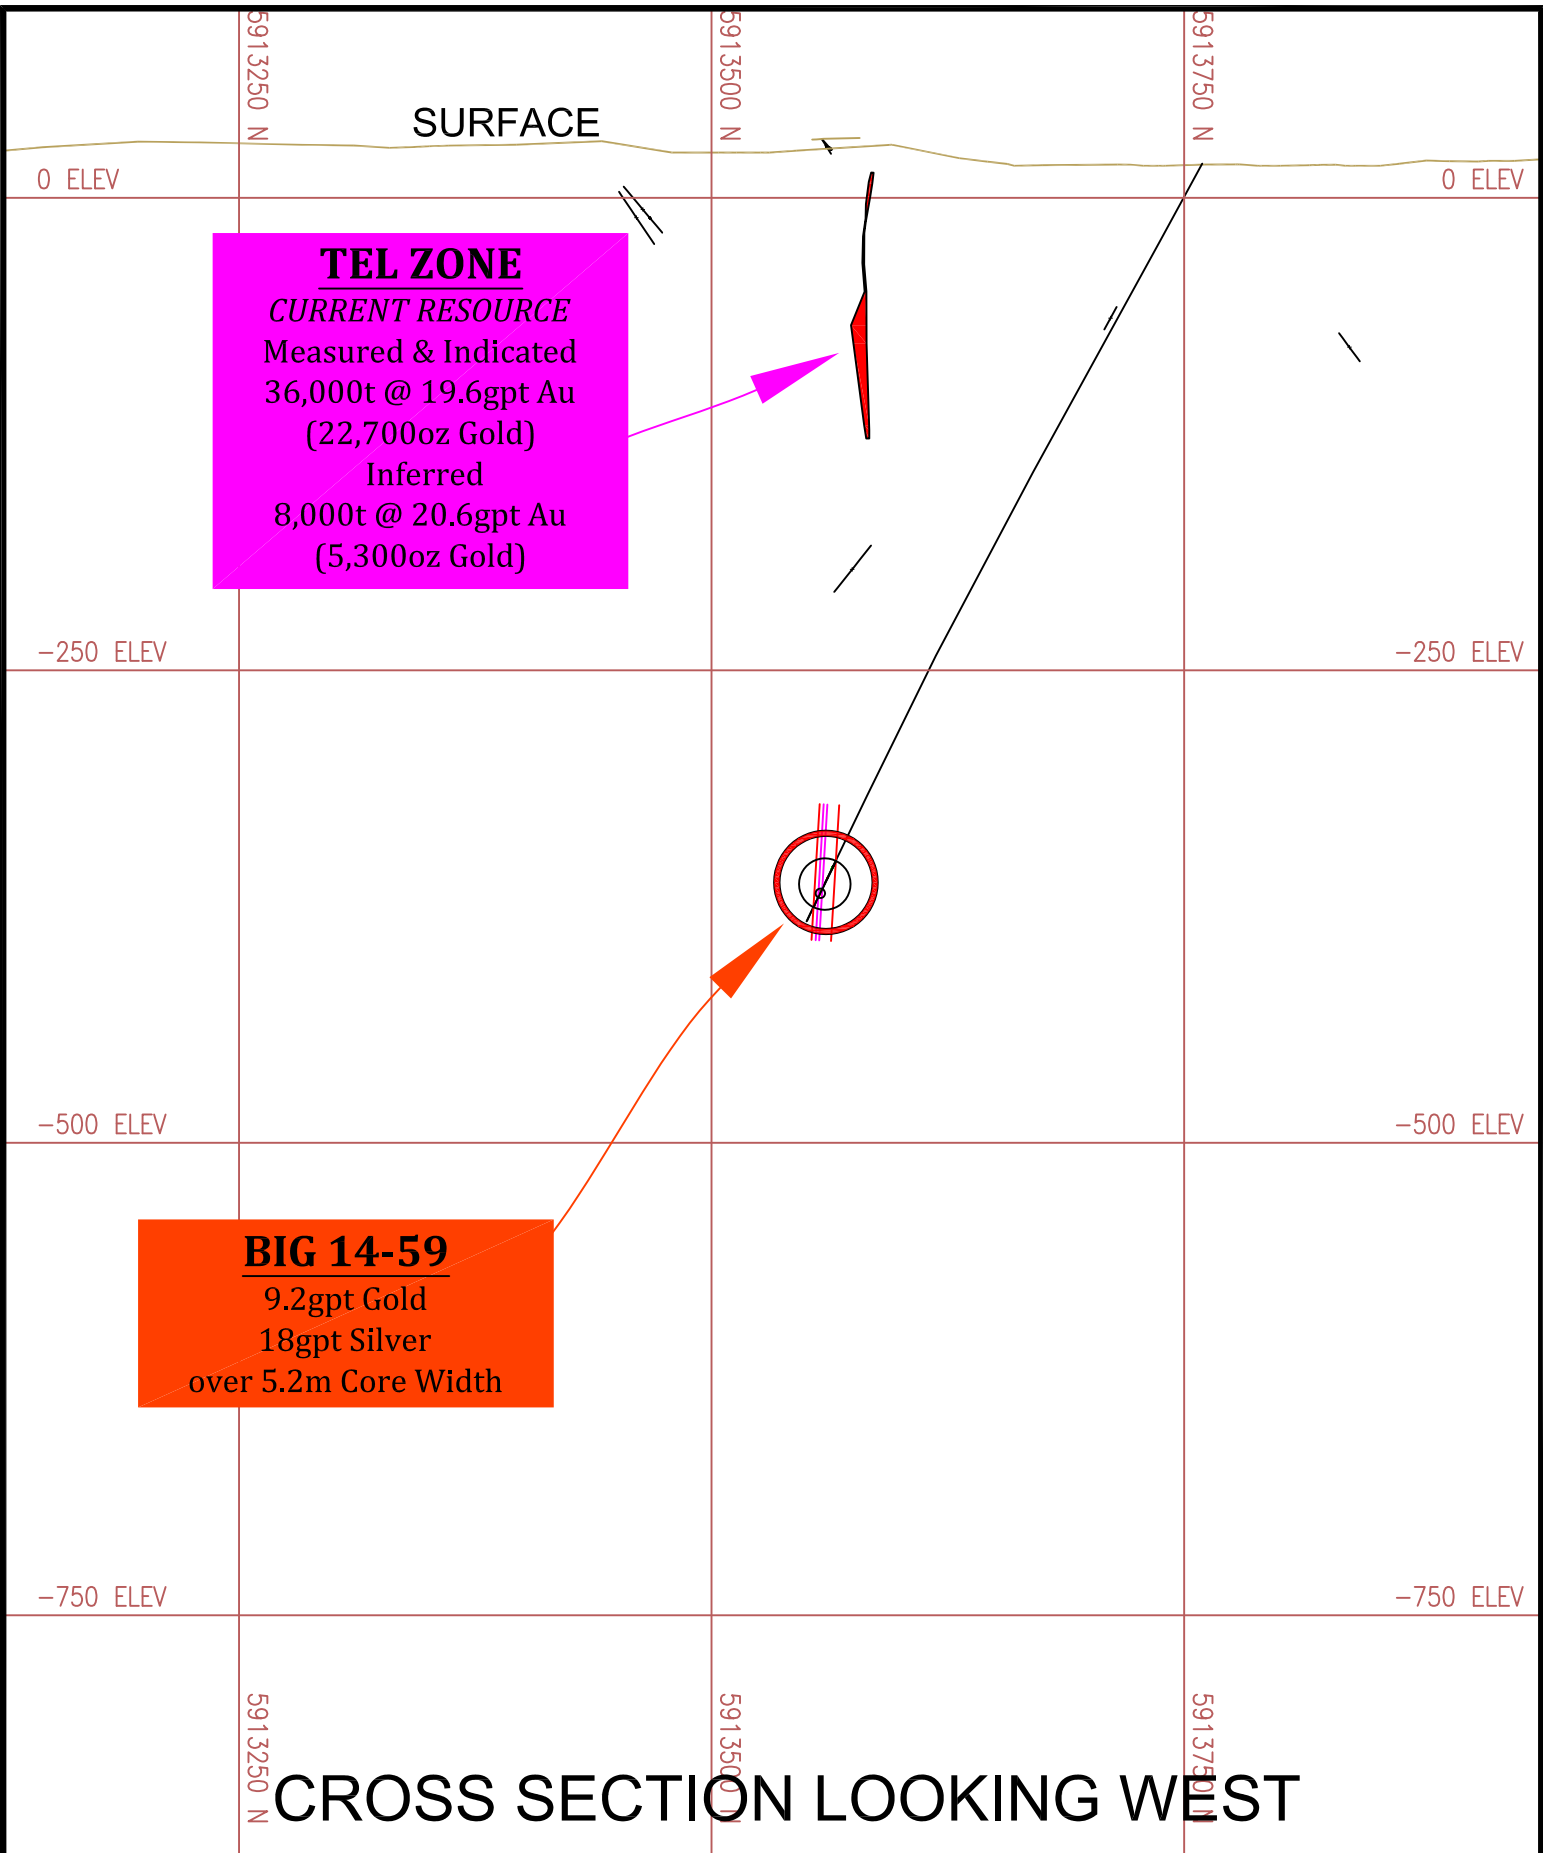 5913250 N
5913500 N
5913750 N
SURFACE
0 ELEV
0 ELEV
TEL ZONE
CURRENT RESOURCE
Measured & Indicated
36,000t @ 19.6gpt Au
(22,700oz Gold)
Inferred
8,000t @ 20.6gpt Au
(5,300oz Gold)
-250 ELEV
-250 ELEV
-500 ELEV
-500 ELEV
BIG 14-59
9.2gpt Gold
18gpt Silver
over 5.2m Core Width
-750 ELEV
-750 ELEV
5913250 N
5913500 N
5913750 N
CROSS SECTION LOOKING WEST